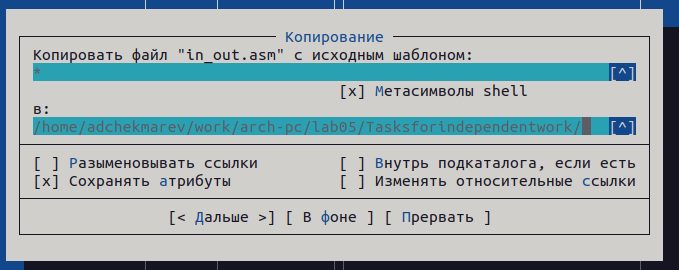 Копирование
Копировать файл "in_out.asm" с исходным шаблоном:
* [^]
[x] Метасимволы shell
в:
/home/adchekmarev/work/arch-pc/lab05/Tasksforindependentwork/ [^]
[ ] Разыменовывать ссылки [ ] Внутрь подкаталога, если есть
[x] Сохранять атрибуты [ ] Изменять относительные ссылки
[< Дальше >] [ В фоне ] [ Прервать ]